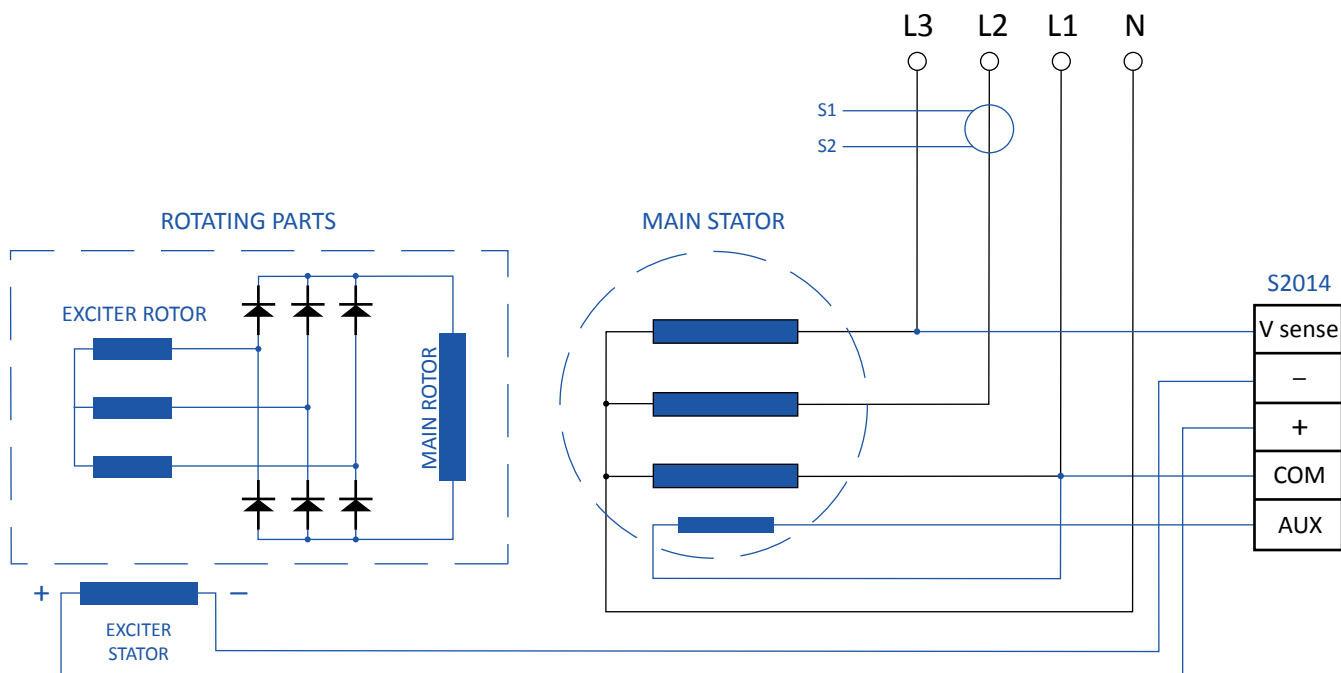 L3 L2 L1 N
S1
S2
ROTATING PARTS
MAIN STATOR
S2014
EXCITER ROTOR
MAIN ROTOR
V sense
–
+
COM
AUX
+ –
EXCITER
STATOR